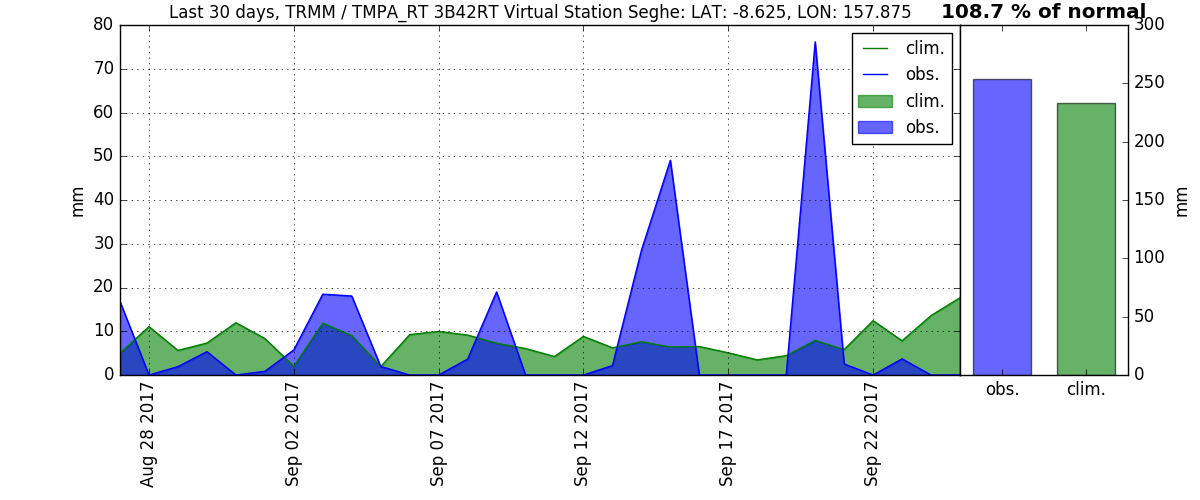 Last 30 days, TRMM / TMPA_RT 3B42RT Virtual Station Seghe: LAT: -8.625, LON: 157.875
108.7 % of normal
80
70
60
50
40
30
20
10
0
mm
clim.
obs.
clim.
obs.
300
250
200
150
100
50
0
mm
Aug 28 2017
Sep 02 2017
Sep 07 2017
Sep 12 2017
Sep 17 2017
Sep 22 2017
obs.
clim.